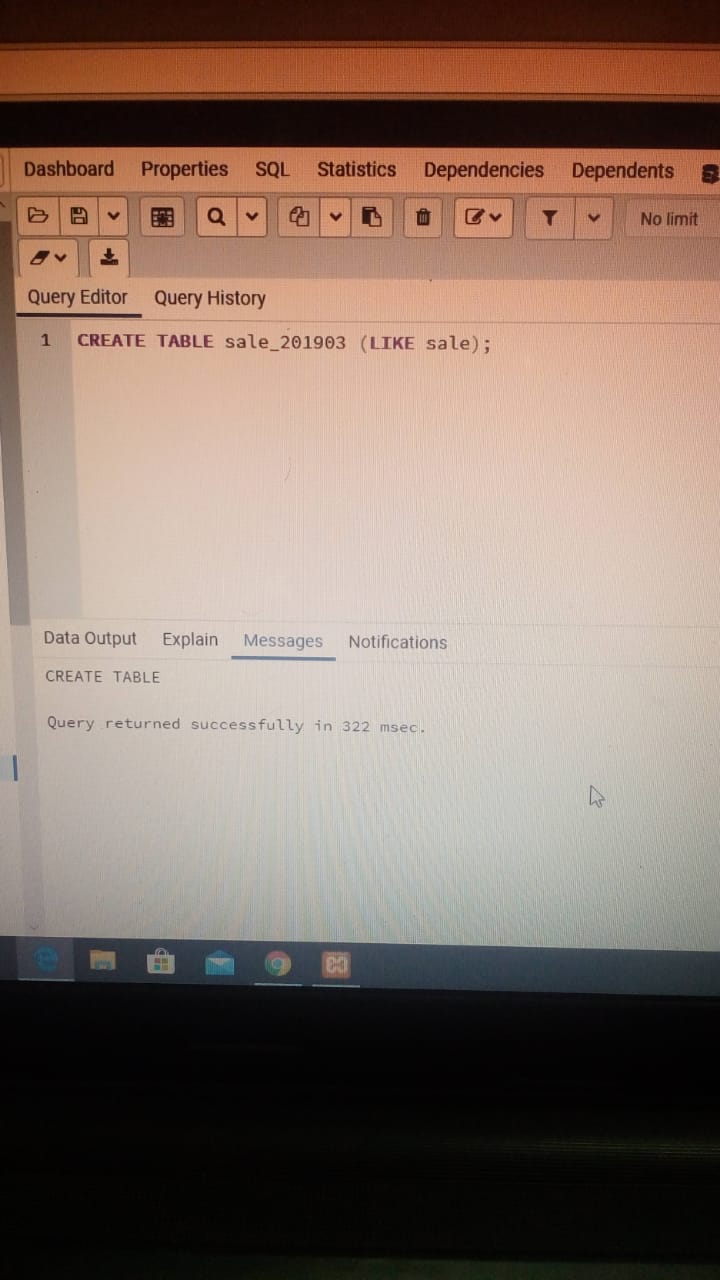 Dashboard Properties SQL Statistics Dependencies Dependents
No limit
Query Editor Query History
1 CREATE TABLE sale_201903 (LIKE sale);
Data Output Explain Messages Notifications
CREATE TABLE
Query returned successfully in 322 msec.